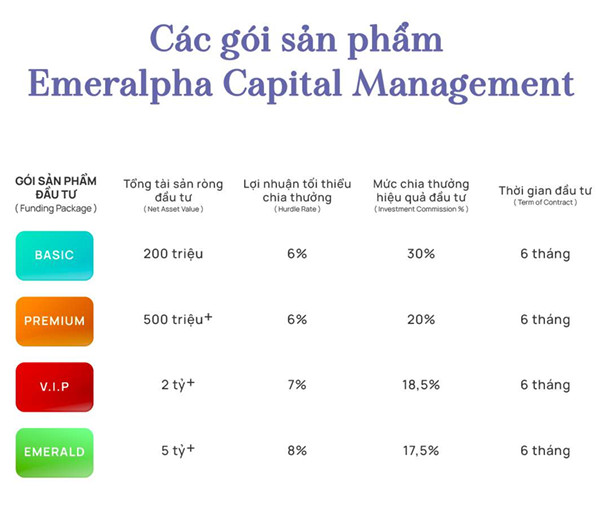 Các gói sản phẩm
Emeralpha Capital Management
GÓI SẢN PHẨM
ĐẦU TƯ
( Funding Package )
Tổng tài sản ròng
đầu tư
( Net Asset Value )
Lợi nhuận tối thiểu
chia thưởng
( Hurdle Rate )
Mức chia thưởng
hiệu quả đầu tư
( Investment Commission % )
Thời gian đầu tư
( Term of Contract )
BASIC 200 triệu 6% 30% 6 tháng
PREMIUM 500 triệu+ 6% 20% 6 tháng
V.I.P 2 tỷ+ 7% 18,5% 6 tháng
EMERALD 5 tỷ+ 8% 17,5% 6 tháng